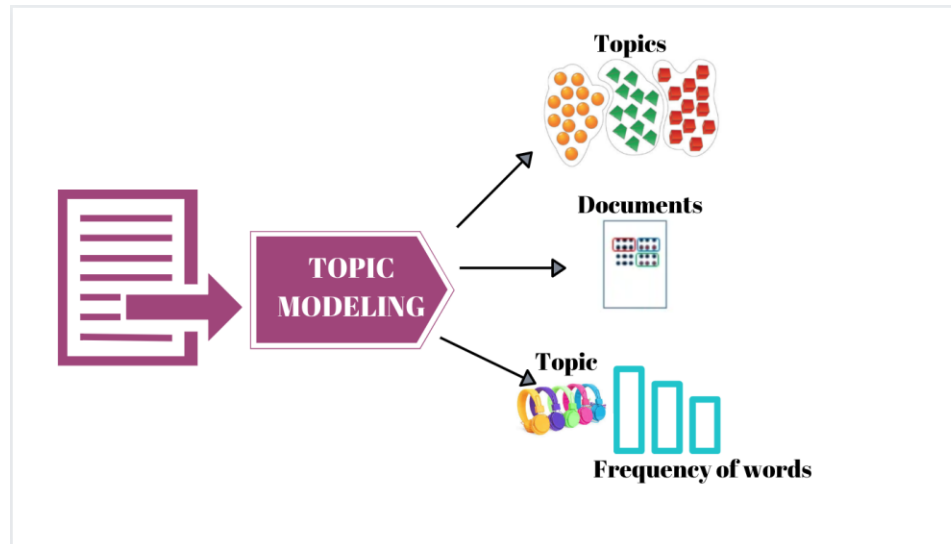 Topics
Documents
TOPIC
MODELING
Topic
Frequency of words